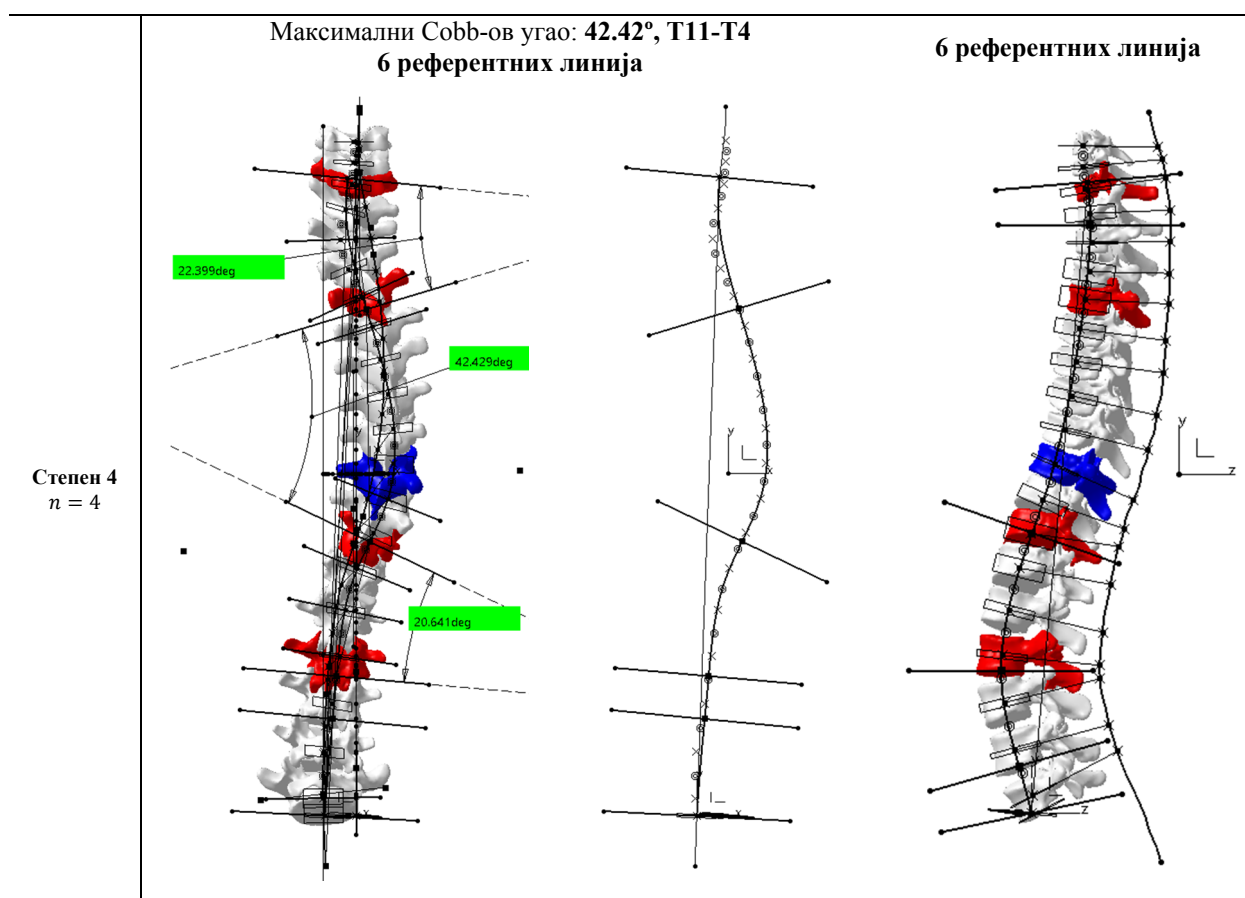 Максимални Cobb-ов угао: 42.42º, T11-T4
6 референтних линија
6 референтних линија
22.399deg
42.429deg
y
y
y
z
Степен 4
n = 4
20.641deg
x
x
z